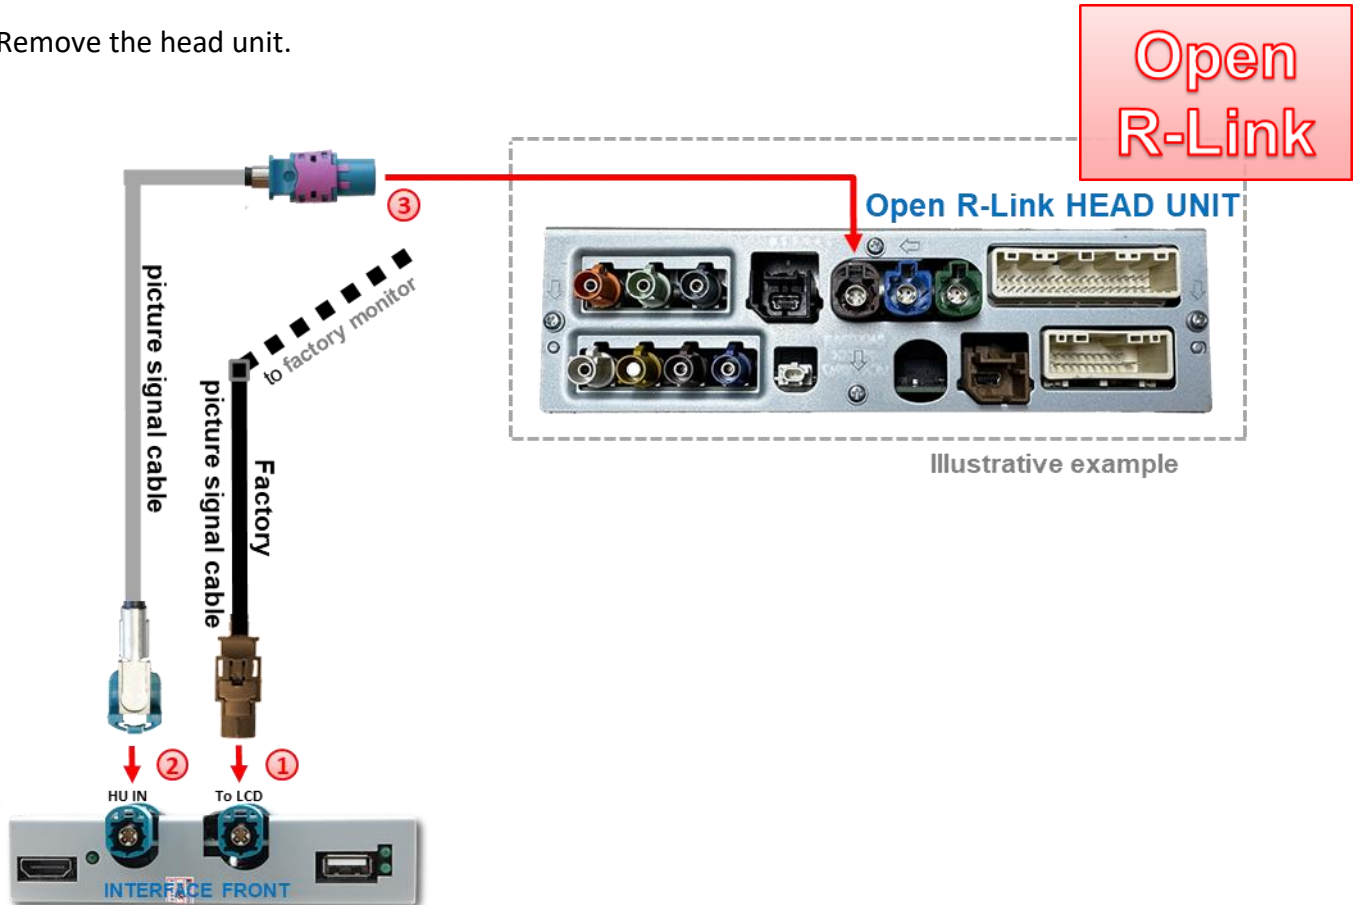 Remove the head unit.
Open
R-Link
3
Open R-Link HEAD UNIT
to factory monitor
picture signal cable
Factory
picture signal cable
Illustrative example
2
1
HU IN
To LCD
INTERFACE FRONT